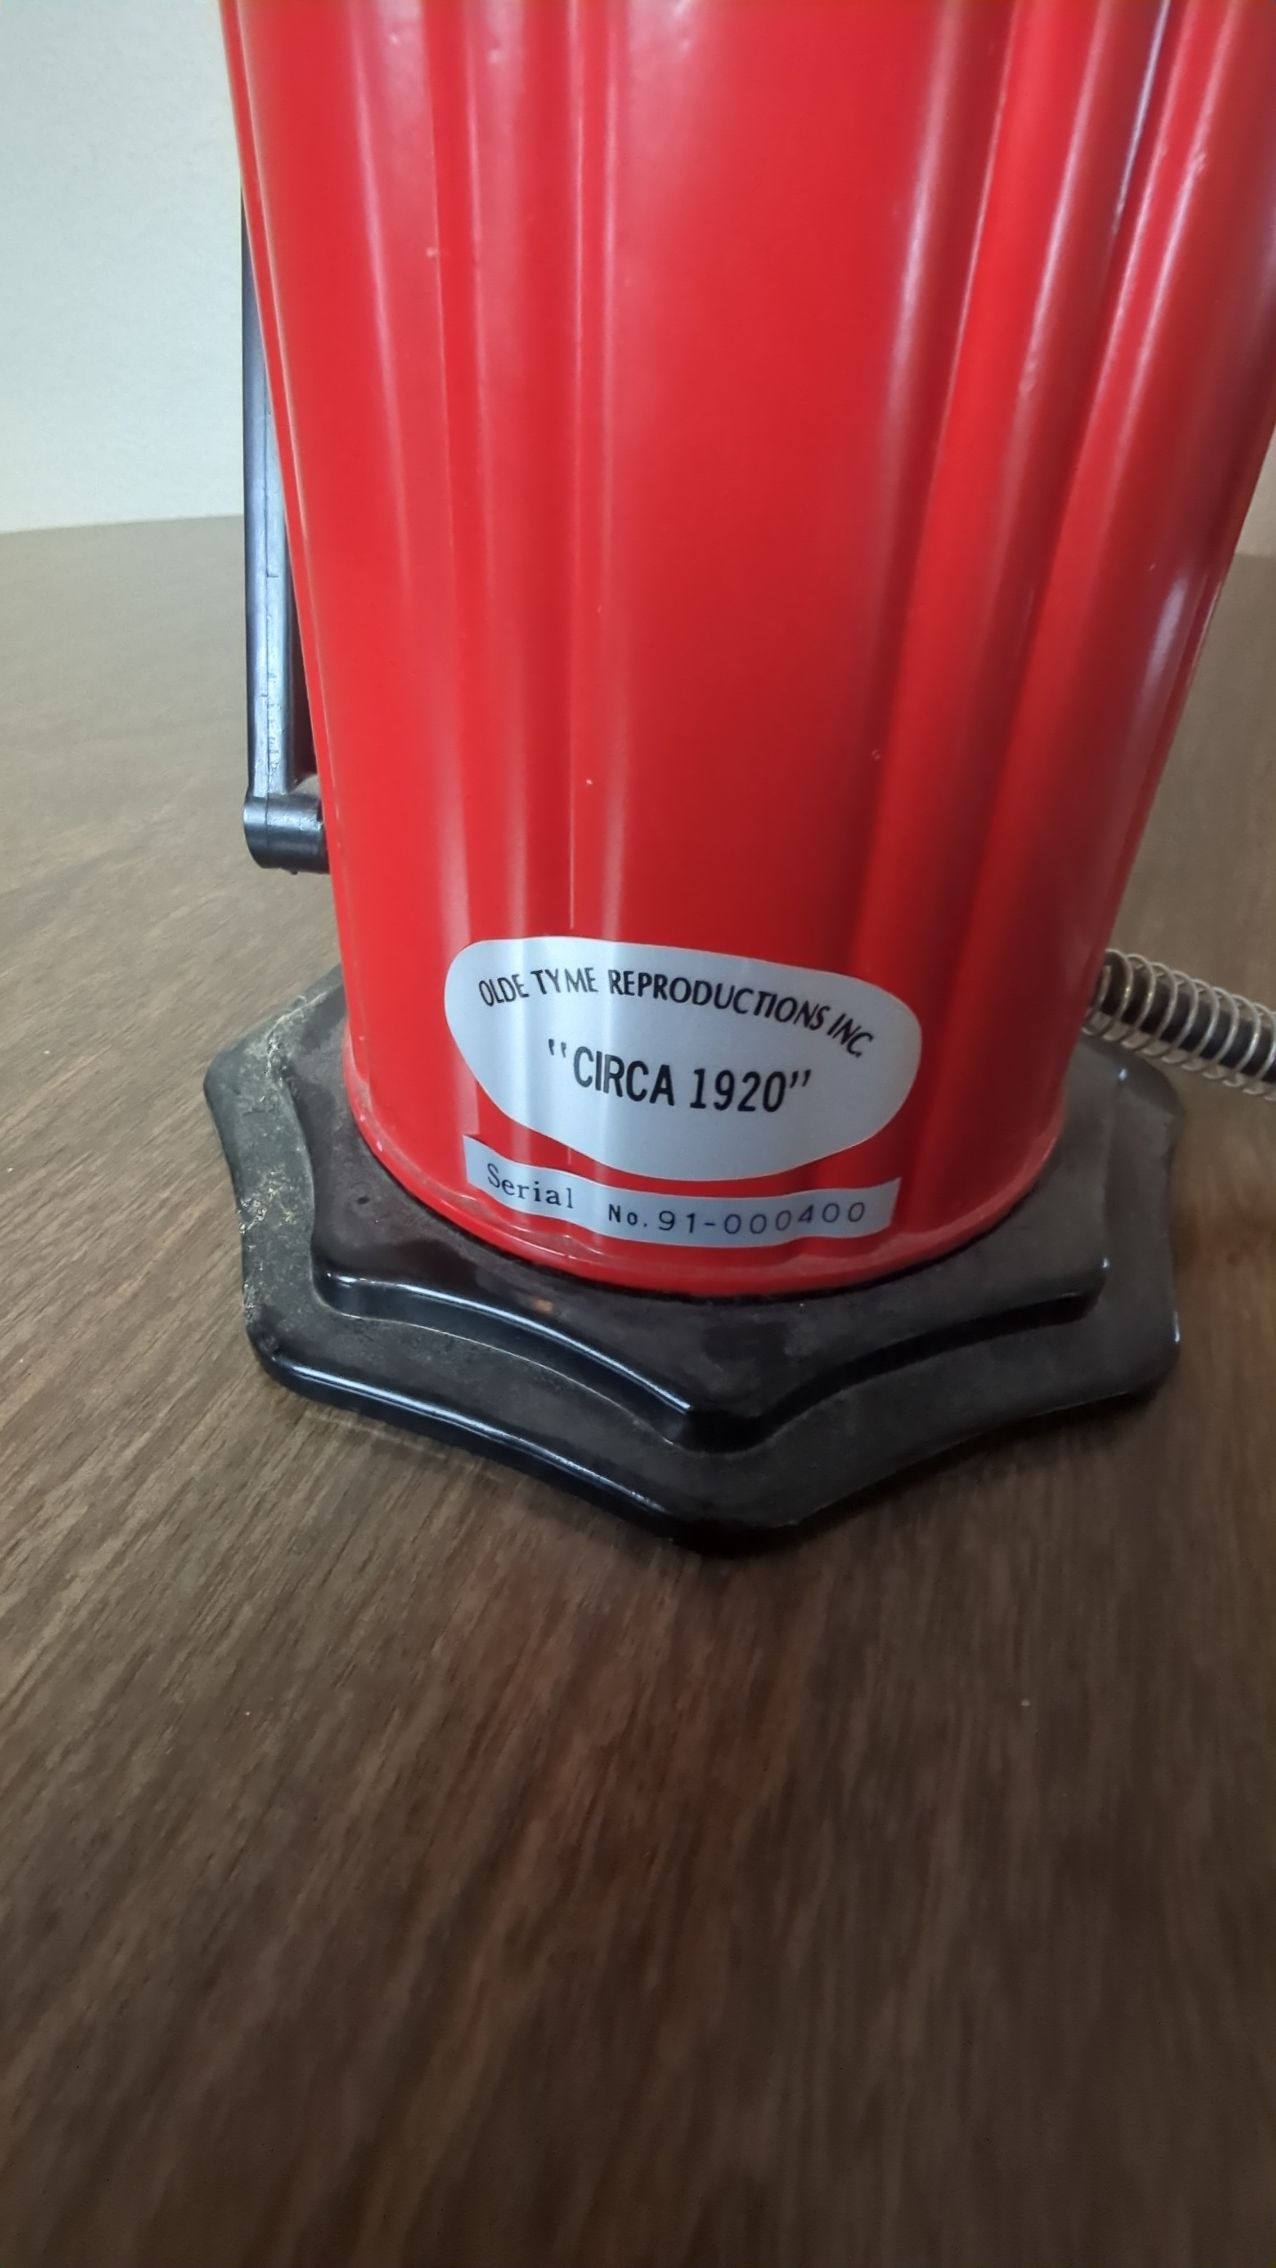 OLDE TYME REPRODUCTIONS INC.
"CIRCA 1920"
Serial No. 91-000400